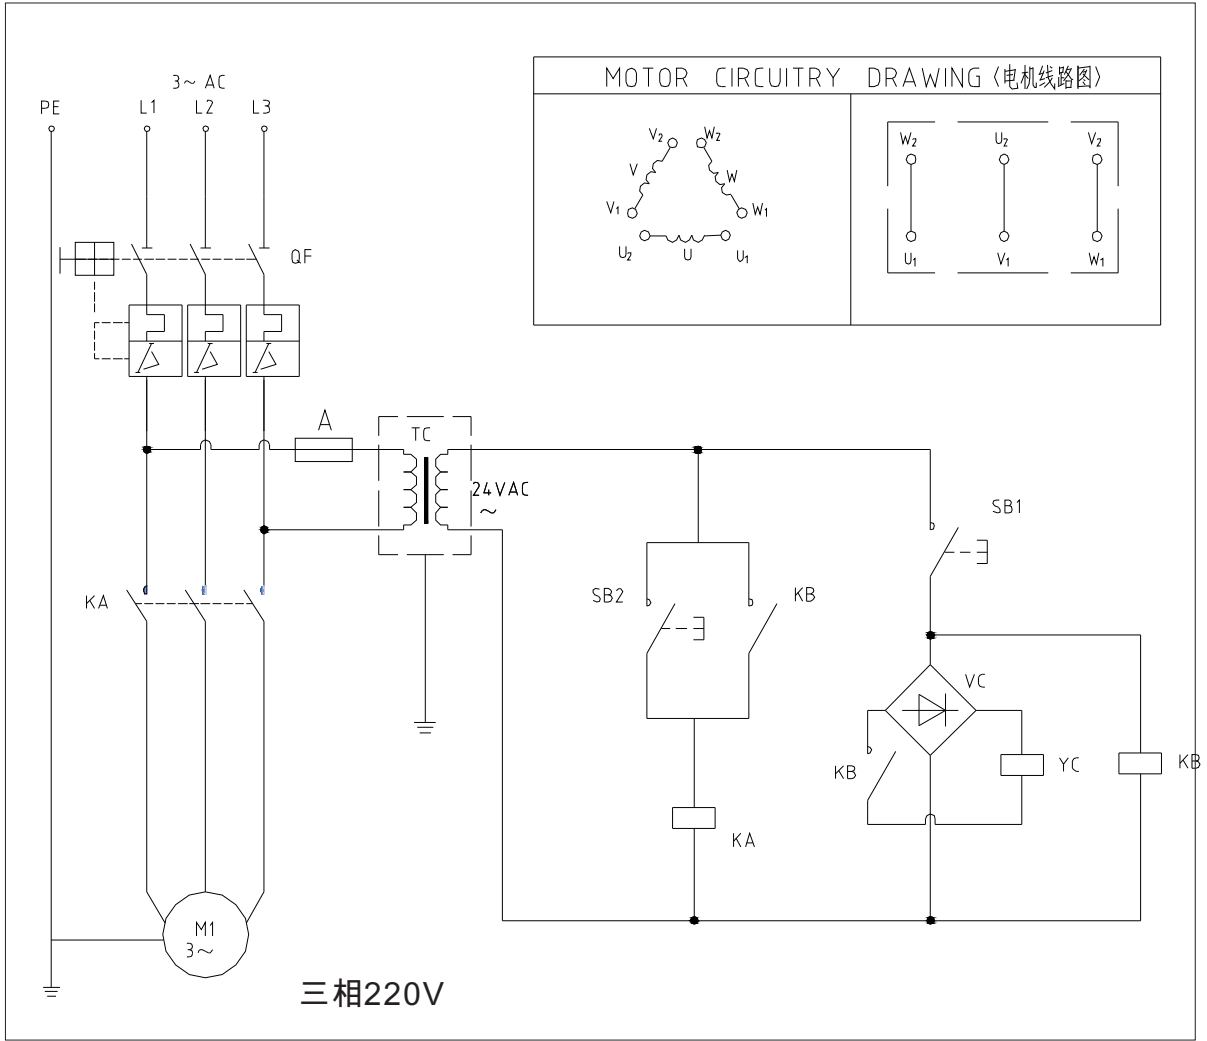 3~ AC
PE
L1
L2
L3
MOTOR CIRCUITRY DRAWING〈电机线路图〉
V2
W2
V
W
V1
W1
U2
U
U1
W2
U2
V2
U1
V1
W1
QF
A
TC
24VAC
~
SB1
SB2
KB
KA
VC
KB
YC
KB
KA
M1
3~
三相220V